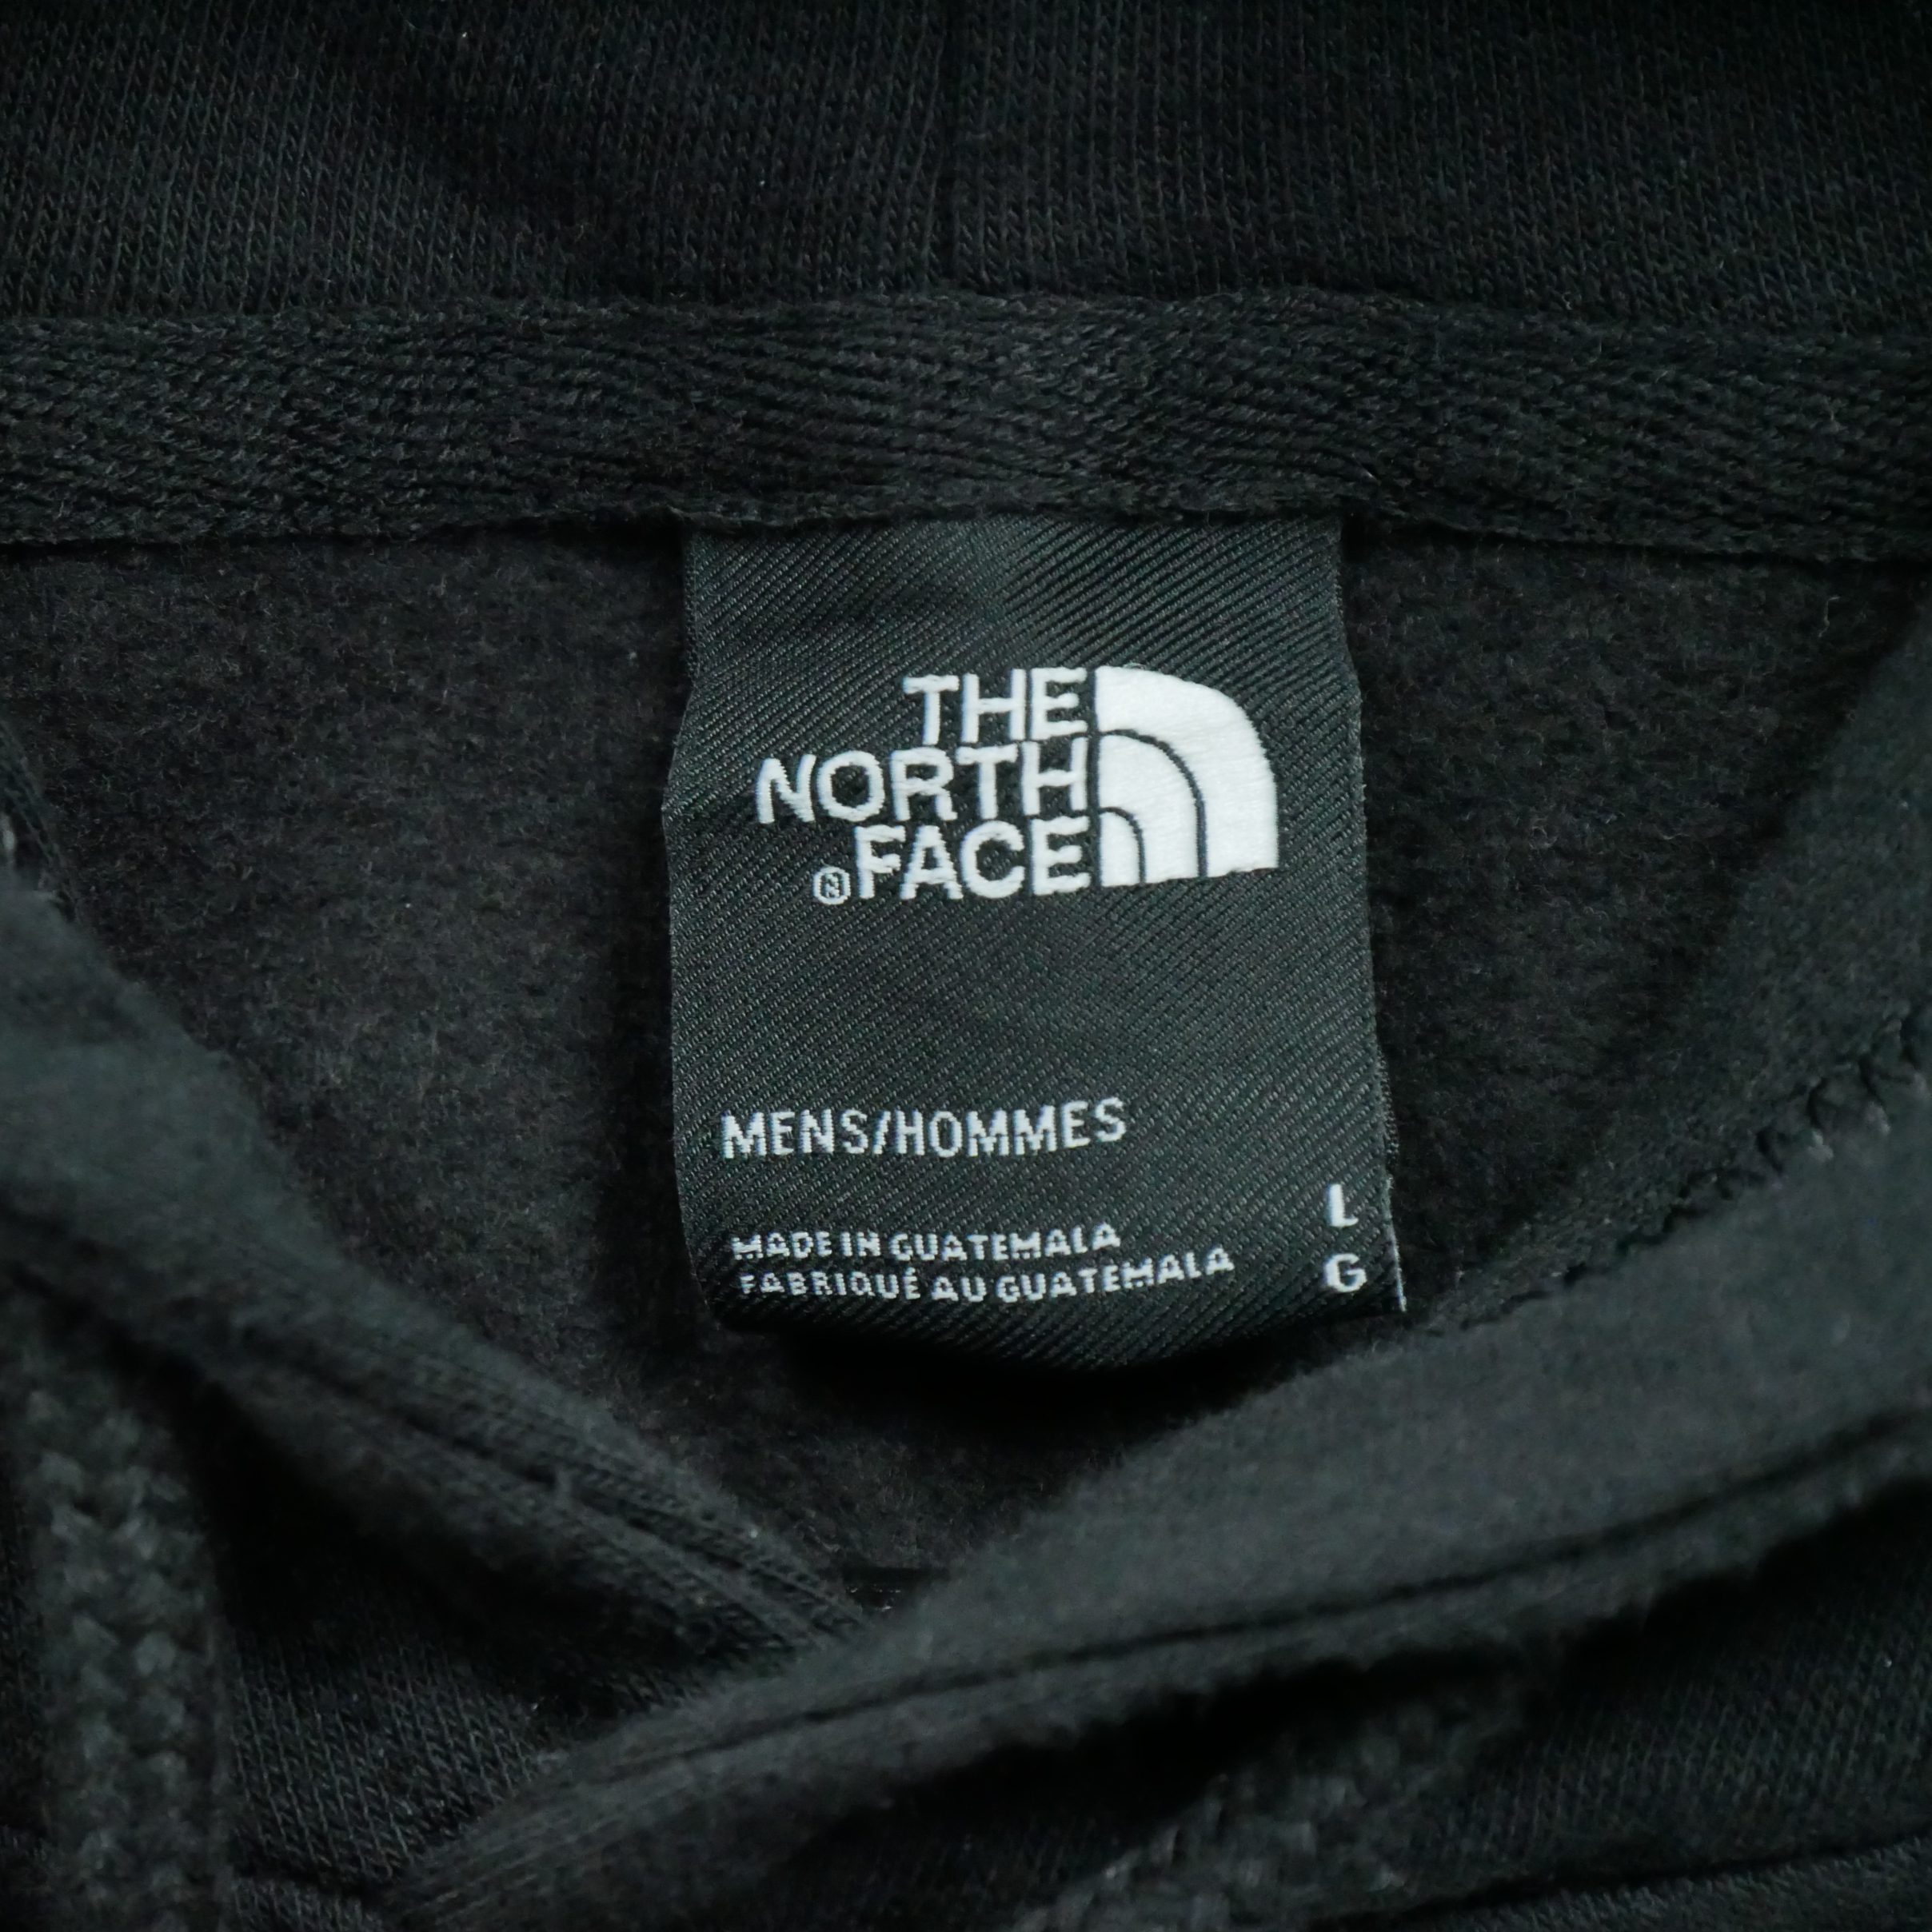 THE
NORTH
®FACE
MENS/HOMMES
MADE IN GUATEMALA
FABRIQUÉ AU GUATEMALA
L
G